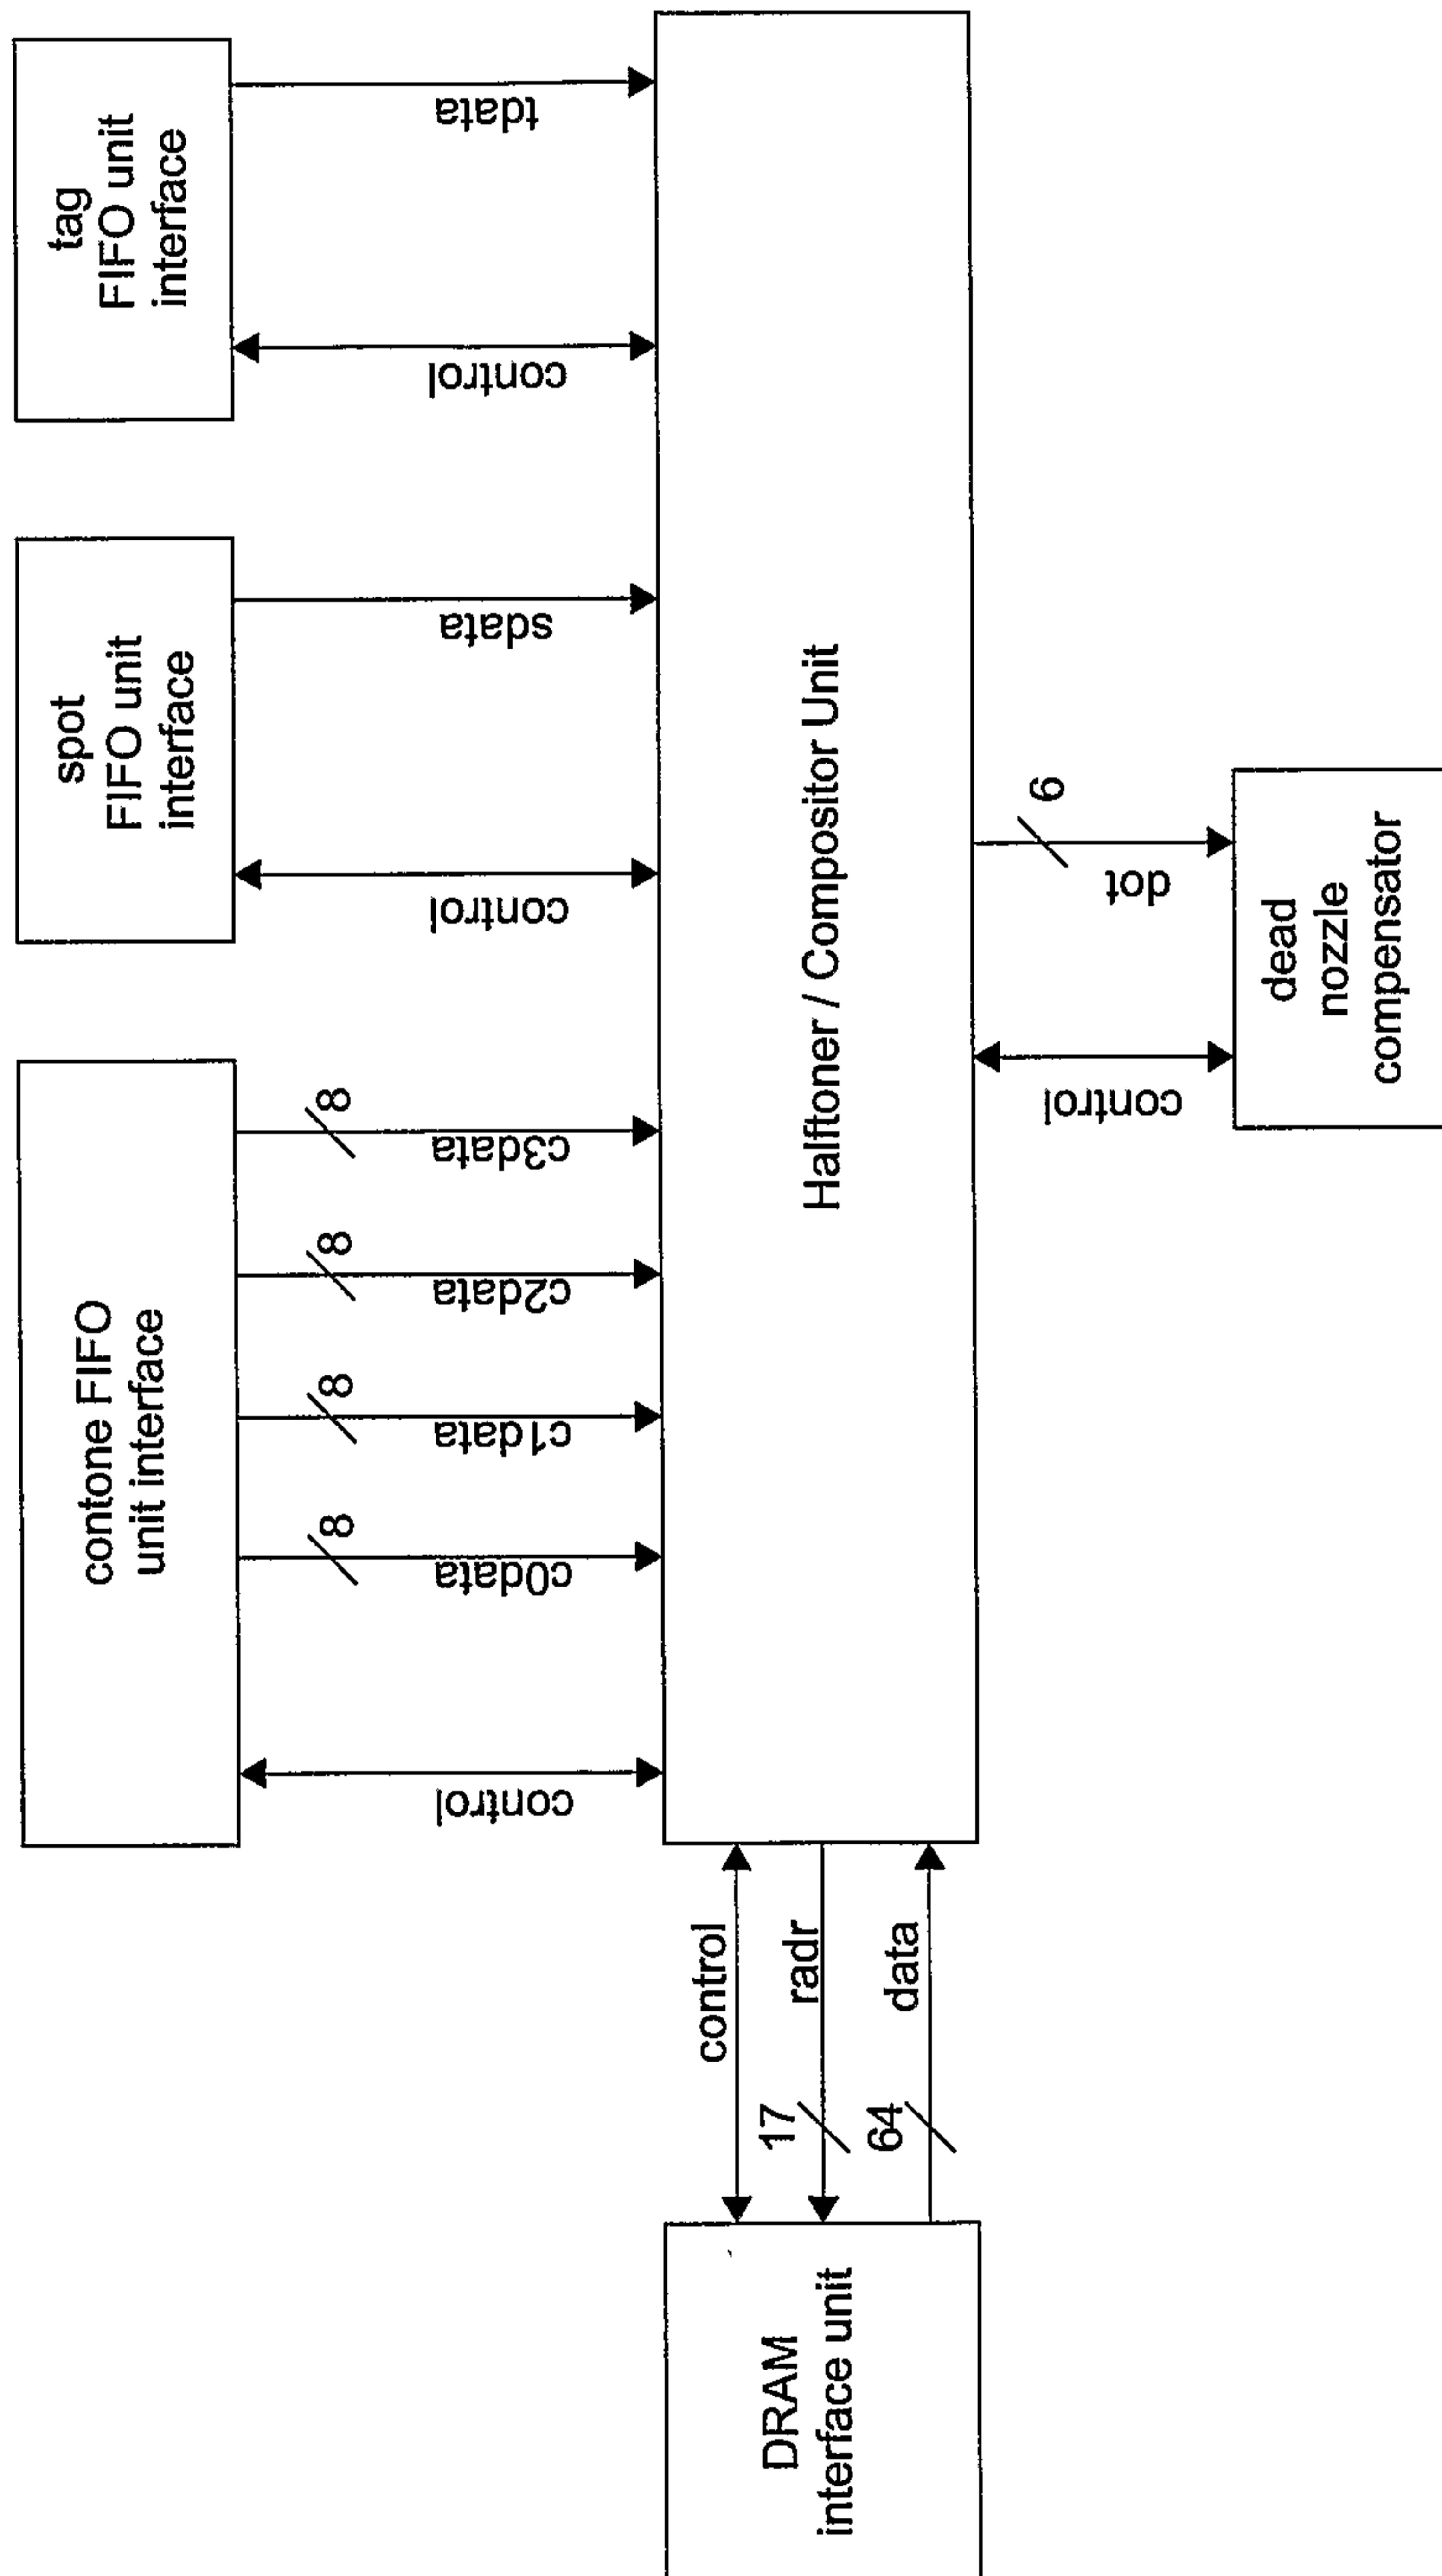 contone FIFO
unit interface
spot
FIFO unit
interface
tag
FIFO unit
interface
control
8
c0data
8
c1data
8
c2data
8
c3data
control
sdata
control
tdata
DRAM
interface unit
control
17
radr
64
data
Halftoner / Compositor Unit
control
6
dot
dead
nozzle
compensator